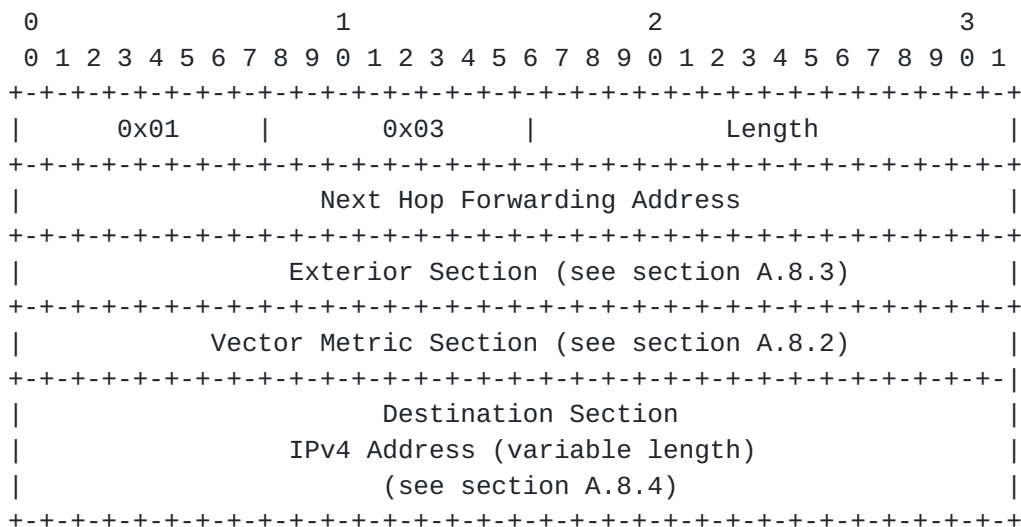 0                   1                   2                   3
 0 1 2 3 4 5 6 7 8 9 0 1 2 3 4 5 6 7 8 9 0 1 2 3 4 5 6 7 8 9 0 1
+-+-+-+-+-+-+-+-+-+-+-+-+-+-+-+-+-+-+-+-+-+-+-+-+-+-+-+-+-+-+-+-+
|      0x01     |       0x03     |            Length            |
+-+-+-+-+-+-+-+-+-+-+-+-+-+-+-+-+-+-+-+-+-+-+-+-+-+-+-+-+-+-+-+-+
|                   Next Hop Forwarding Address                 |
+-+-+-+-+-+-+-+-+-+-+-+-+-+-+-+-+-+-+-+-+-+-+-+-+-+-+-+-+-+-+-+-+
|                 Exterior Section (see section A.8.3)          |
+-+-+-+-+-+-+-+-+-+-+-+-+-+-+-+-+-+-+-+-+-+-+-+-+-+-+-+-+-+-+-+-+
|            Vector Metric Section (see section A.8.2)          |
+-+-+-+-+-+-+-+-+-+-+-+-+-+-+-+-+-+-+-+-+-+-+-+-+-+-+-+-+-+-+-+-|
|                       Destination Section                     |
|                 IPv4 Address (variable length)                |
|                       (see section A.8.4)                     |
+-+-+-+-+-+-+-+-+-+-+-+-+-+-+-+-+-+-+-+-+-+-+-+-+-+-+-+-+-+-+-+-+